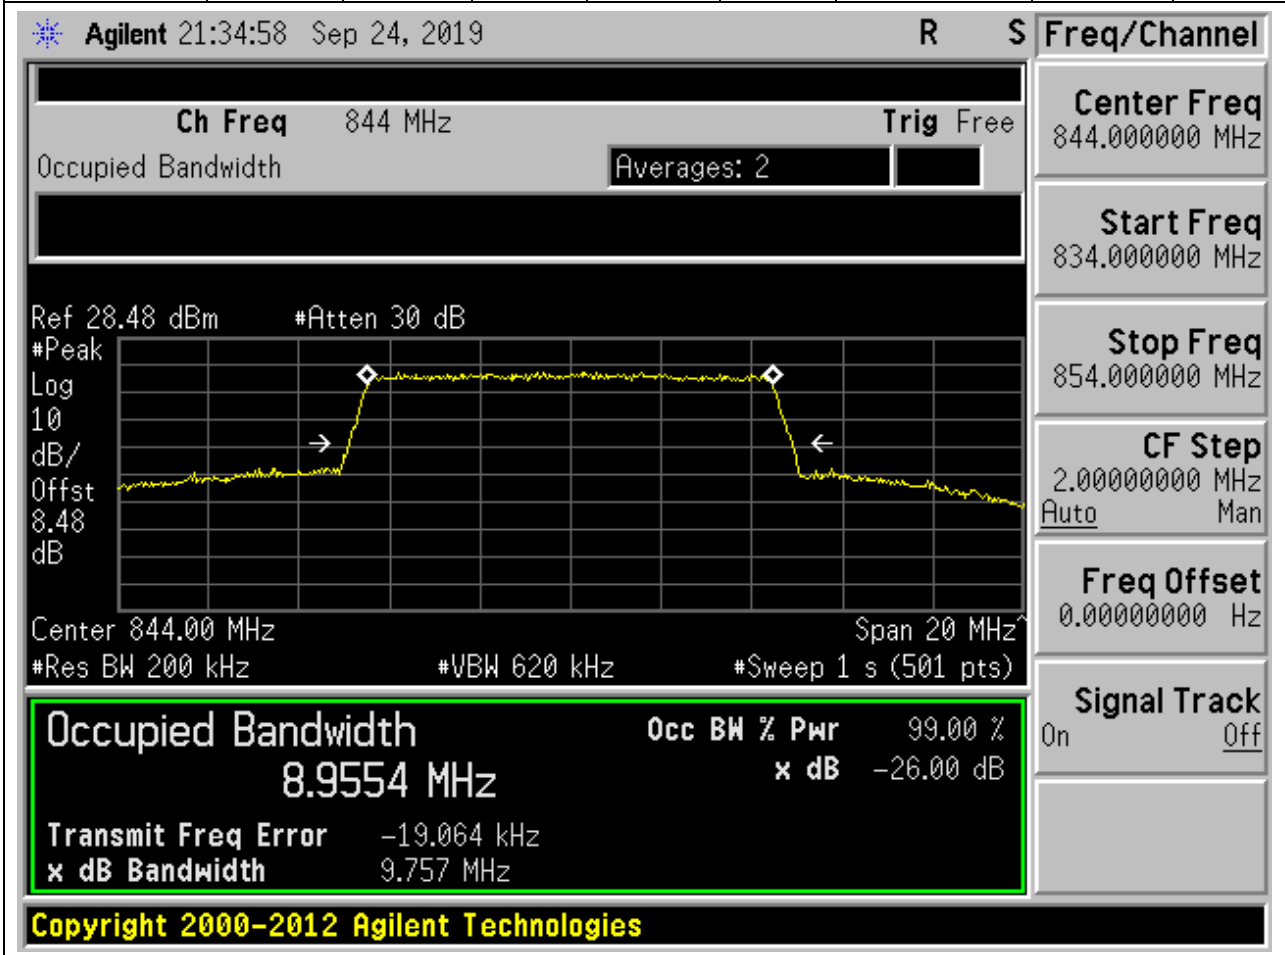 Agilent 21:34:58 Sep 24, 2019 R S
Freq/Channel
Ch Freq 844 MHz Trig Free
Occupied Bandwidth Averages: 2
Center Freq
844.000000 MHz
Start Freq
834.000000 MHz
Stop Freq
854.000000 MHz
CF Step
2.00000000 MHz
Auto Man
Freq Offset
0.00000000 Hz
Signal Track
On Off
Ref 28.48 dBm #Atten 30 dB
#Peak
Log
10
dB/
Offst
8.48
dB
Center 844.00 MHz Span 20 MHz^
#Res BW 200 kHz #VBW 620 kHz #Sweep 1 s (501 pts)
Occupied Bandwidth Occ BW % Pwr 99.00 %
8.9554 MHz x dB -26.00 dB
Transmit Freq Error -19.064 kHz
x dB Bandwidth 9.757 MHz
Copyright 2000-2012 Agilent Technologies